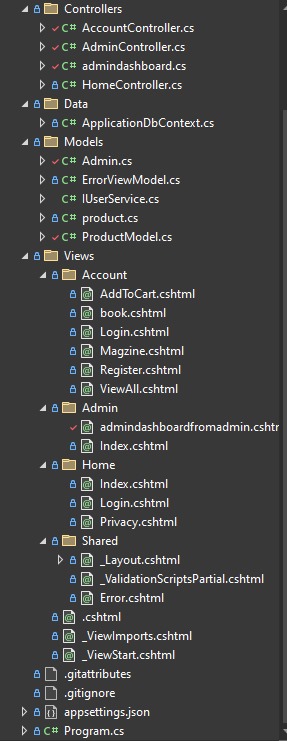 Controllers
C# AccountController.cs
C# AdminController.cs
C# admindashboard.cs
C# HomeController.cs
Data
C# ApplicationDbContext.cs
Models
C# Admin.cs
C# ErrorViewModel.cs
C# IUserService.cs
C# product.cs
C# ProductModel.cs
Views
Account
@ AddToCart.cshtml
@ book.cshtml
@ Login.cshtml
@ Magzine.cshtml
@ Register.cshtml
@ ViewAll.cshtml
Admin
@ admindashboardfromadmin.cshtr
@ Index.cshtml
Home
@ Index.cshtml
@ Login.cshtml
@ Privacy.cshtml
Shared
@ _Layout.cshtml
@ _ValidationScriptsPartial.cshtml
@ Error.cshtml
@ .cshtml
@ _ViewImports.cshtml
@ _ViewStart.cshtml
.gitattributes
.gitignore
{} appsettings.json
C# Program.cs